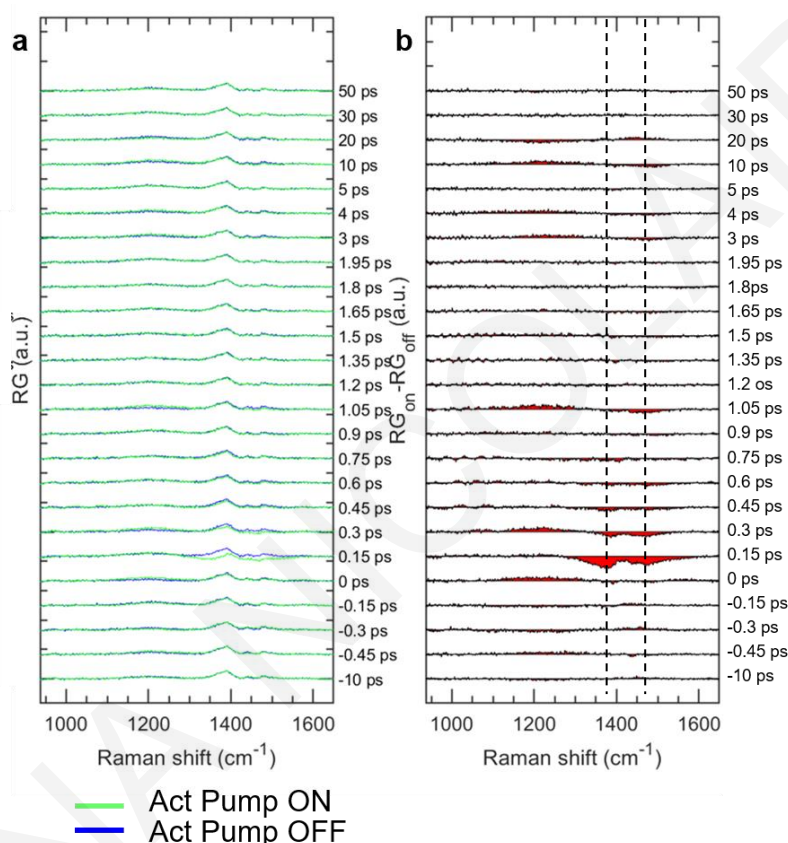 a
b
50 ps
30 ps
20 ps
10 ps
5 ps
4 ps
3 ps
1.95 ps
1.8 ps
1.65 ps
1.5 ps
1.35 ps
1.2 ps
1.05 ps
0.9 ps
0.75 ps
0.6 ps
0.45 ps
0.3 ps
0.15 ps
0 ps
-0.15 ps
-0.3 ps
-0.45 ps
-10 ps
RG (a.u.)
1000 1200 1400 1600
Raman shift (cm-1)
50 ps
30 ps
20 ps
10 ps
5 ps
4 ps
3 ps
1.95 ps
1.8ps
1.65 ps
1.5 ps
1.35 ps
1.2 os
1.05 ps
0.9 ps
0.75 ps
0.6 ps
0.45 ps
0.3 ps
0.15 ps
0 ps
-0.15 ps
-0.3 ps
-0.45 ps
-10 ps
RGon-RGoff (a.u.)
1000 1200 1400 1600
Raman shift (cm-1)
Act Pump ON
Act Pump OFF